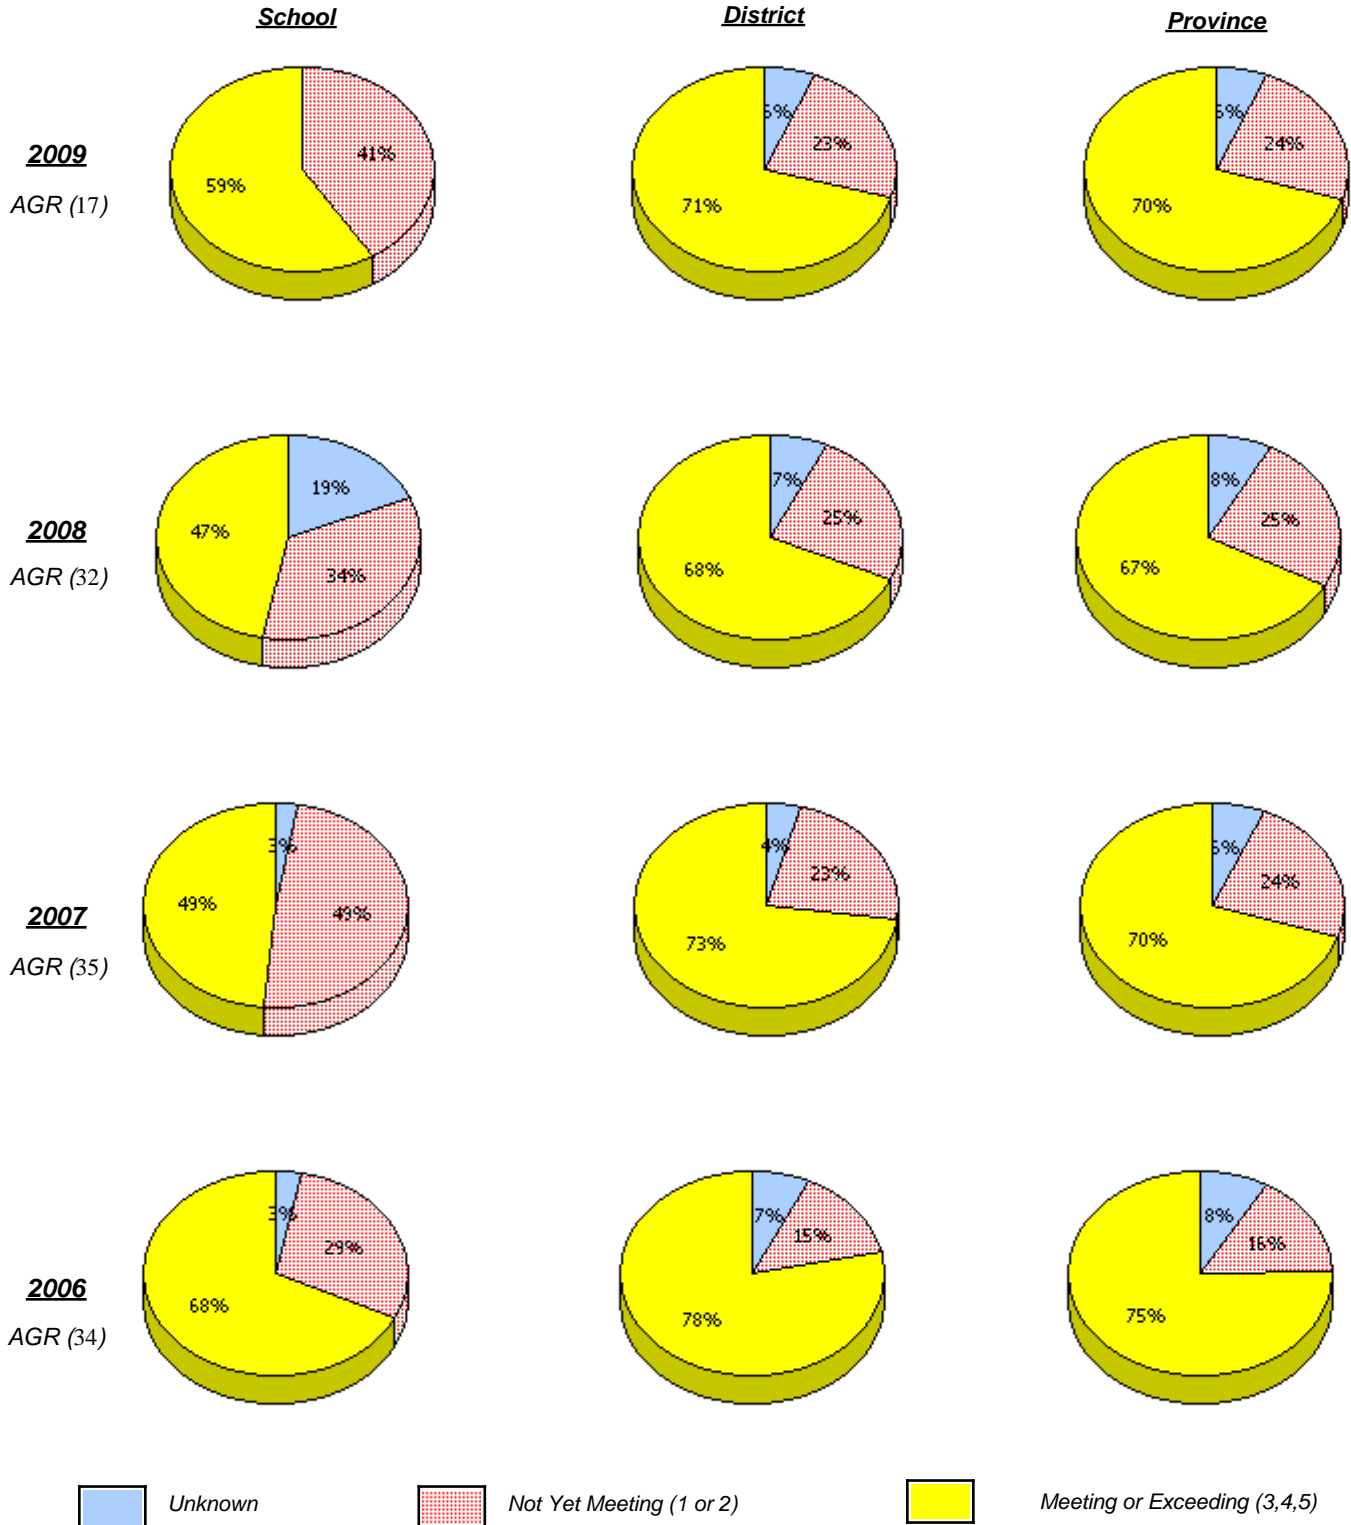 School District Province
41% 23% 24%
2009
59% 71% 70%
AGR (17)
19% 7% 8%
47% 25% 25%
2008
34% 68% 67%
AGR (32)
3% 4%
49% 49% 23% 24%
2007
73% 70%
AGR (35)
3% 7% 8%
29% 15% 16%
2006
68% 78% 75%
AGR (34)
Unknown Not Yet Meeting (1 or 2) Meeting or Exceeding (3,4,5)